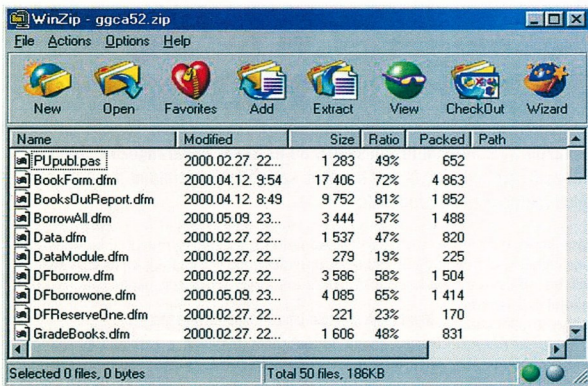 WinZip - ggca52.zip
File Actions Options Help
New Open Favorites Add Extract View CheckOut Wizard
Name Modified Size Ratio Packed Path
PUpubl.pas 2000.02.27. 22... 1 283 49% 652
BookForm.dfm 2000.04.12. 9:54 17 406 72% 4 863
BooksOutReport.dfm 2000.04.12. 8:49 9 752 81% 1 852
BorrowAll.dfm 2000.05.09. 23... 3 444 57% 1 488
Data.dfm 2000.02.27. 22... 1 537 47% 820
DataModule.dfm 2000.02.27. 22... 279 19% 225
DFborrow.dfm 2000.02.27. 22... 3 586 58% 1 504
DFborrowone.dfm 2000.05.09. 23... 4 085 65% 1 414
DFReserveOne.dfm 2000.02.27. 22... 221 23% 170
GradeBooks.dfm 2000.02.27. 22... 1 606 48% 831
Selected 0 files, 0 bytes Total 50 files, 186KB